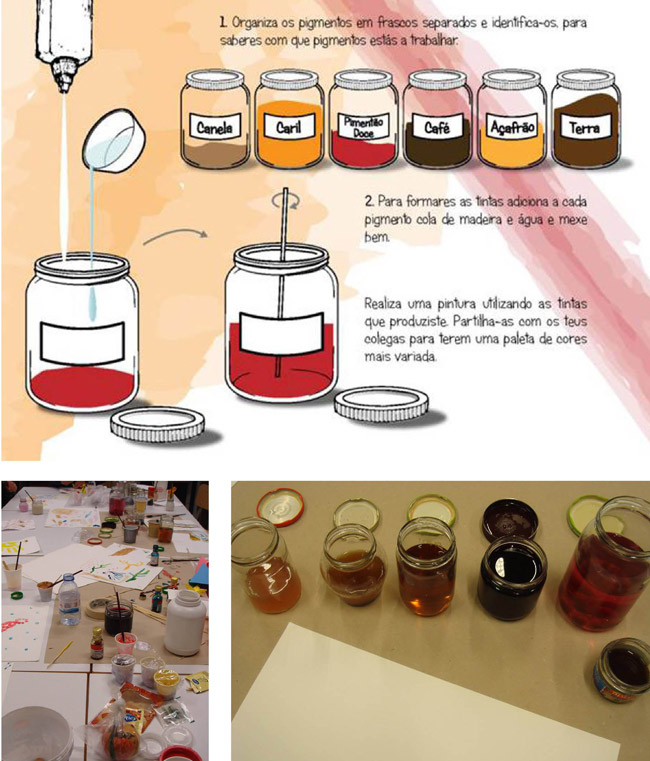 1. Organiza os pigmentos em frascos separados e identifica-os, para
saberes com que pigmentos estás a trabalhar.
Canela
Caril
Pimentão
Doce
Café
Açafrão
Terra
2. Para formares as tintas adiciona a cada
pigmento cola de madeira e água e mexe
bem.
Realiza uma pintura utilizando as tintas
que produziste. Partilha-as com os teus
colegas para terem uma paleta de cores
mais variada.